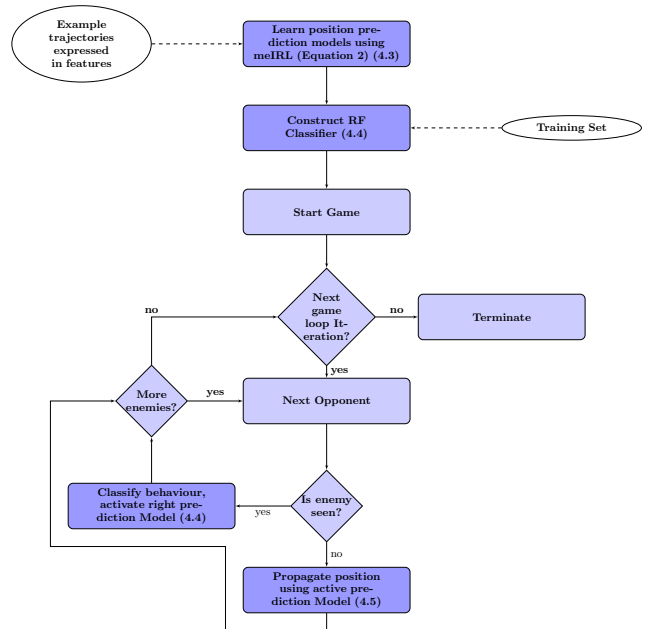 Example
trajectories
expressed
in features
Learn position pre-
diction models using
meIRL (Equation 2) (4.3)
Construct RF
Classifier (4.4)
Training Set
Start Game
Next
game
loop It-
eration?
no
no
Terminate
yes
More
enemies?
yes
Next Opponent
Classify behaviour,
activate right pre-
diction Model (4.4)
yes
Is enemy
seen?
no
Propagate position
using active pre-
diction Model (4.5)